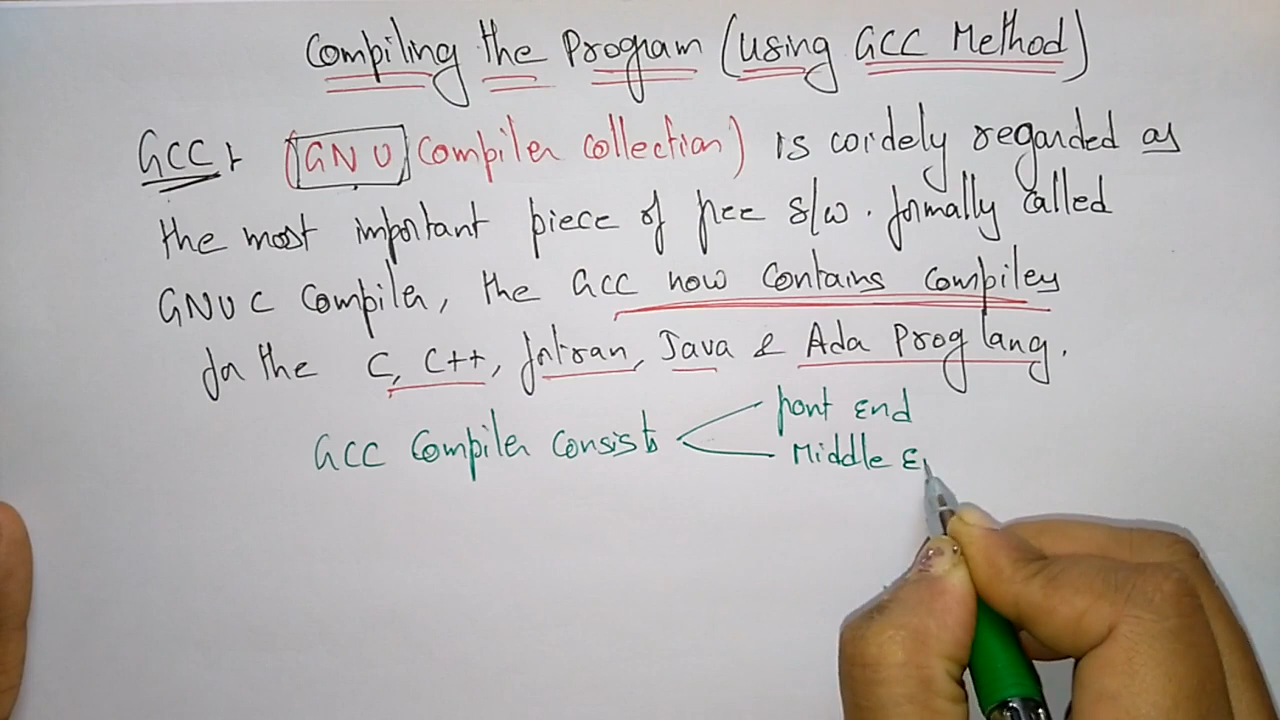 Compiling the Program (using GCC Method)
GCC: (GNU Compiler Collection) is widely regarded as
the most important piece of free s/w. formally called
GNU C Compiler, the GCC now contains compilers
for the C, C++, fortran, Java & Ada Prog lang.
GCC Compiler Consists front End
Middle E